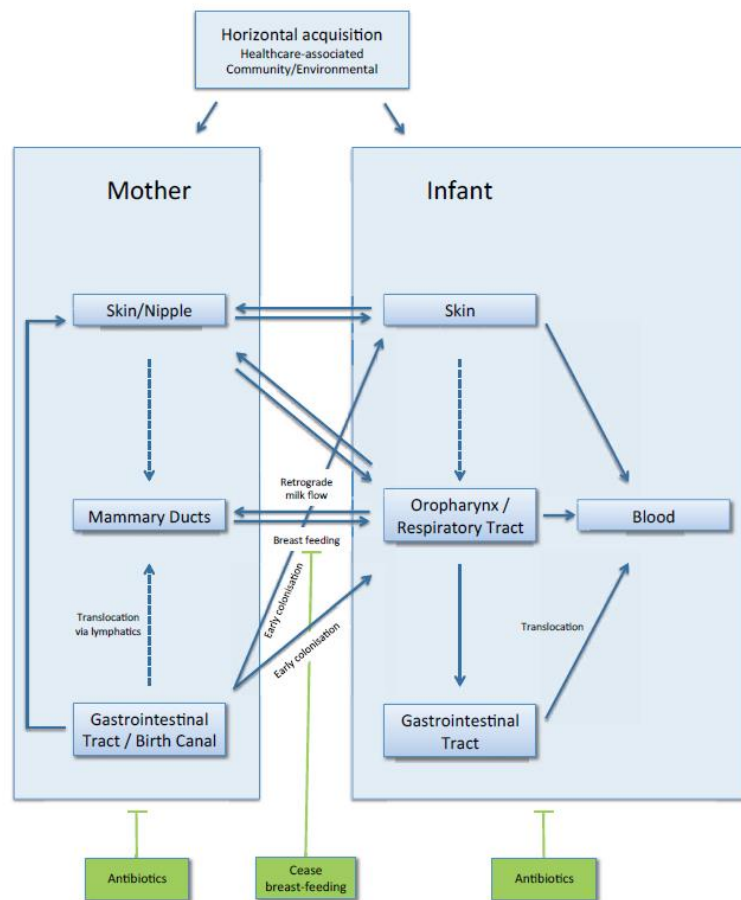 Horizontal acquisition
Healthcare-associated
Community/Environmental
Mother
Infant
Skin/Nipple
Skin
Retrograde
milk flow
Mammary Ducts
Oropharynx /
Respiratory Tract
Blood
Breast feeding
Early colonisation
Early colonisation
Translocation
via lymphatics
Translocation
Gastrointestinal
Tract / Birth Canal
Gastrointestinal
Tract
Antibiotics
Cease
breast-feeding
Antibiotics